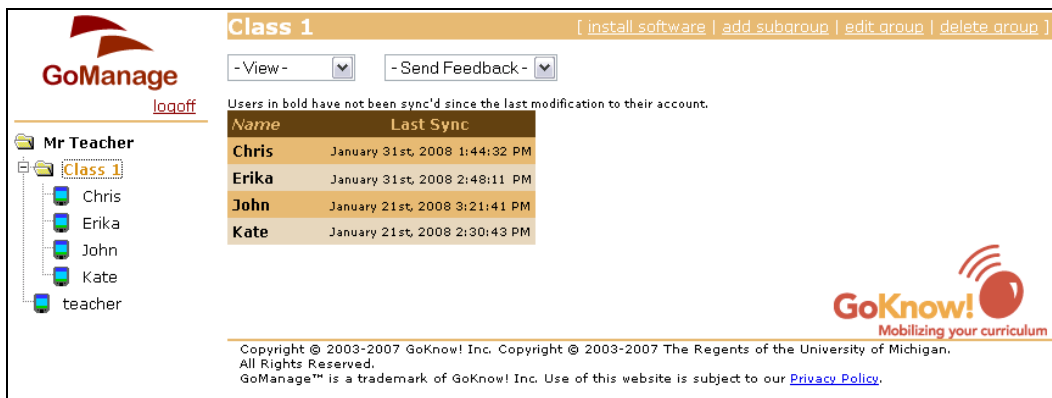 GoManage
logoff
Mr Teacher
Class 1
Chris
Erika
John
Kate
teacher
Class 1 [ install software | add subgroup | edit group | delete group ]
- View - - Send Feedback -
Users in bold have not been sync'd since the last modification to their account.
Name Last Sync
Chris January 31st, 2008 1:44:32 PM
Erika January 31st, 2008 2:48:11 PM
John January 21st, 2008 3:21:41 PM
Kate January 21st, 2008 2:30:43 PM
GoKnow!
Mobilizing your curriculum
Copyright © 2003-2007 GoKnow! Inc. Copyright © 2003-2007 The Regents of the University of Michigan.
All Rights Reserved.
GoManage™ is a trademark of GoKnow! Inc. Use of this website is subject to our Privacy Policy.